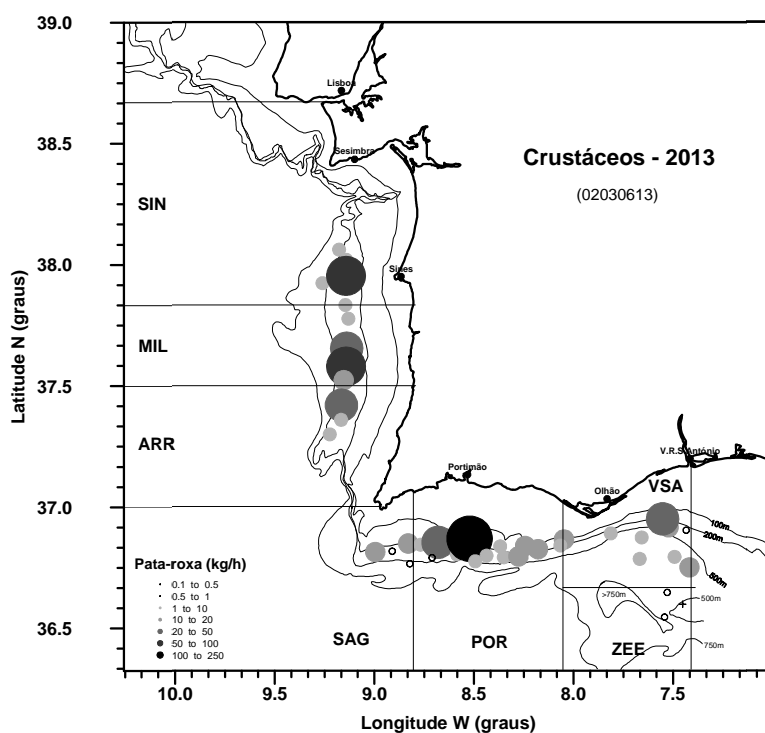 39.0
Lisboa
38.5
Sesimbra
Crustáceos - 2013
(02030613)
SIN
38.0
Sines
Latitude N (graus)
MIL
37.5
ARR
V.R.S António
Portimão
Olhão
VSA
37.0
100m
200m
500m
Pata-roxa (kg/h)
0.1 to 0.5
0.5 to 1
1 to 10
10 to 20
20 to 50
50 to 100
100 to 250
>750m
500m
36.5
SAG
POR
ZEE
750m
10.0
9.5
9.0
8.5
8.0
7.5
Longitude W (graus)